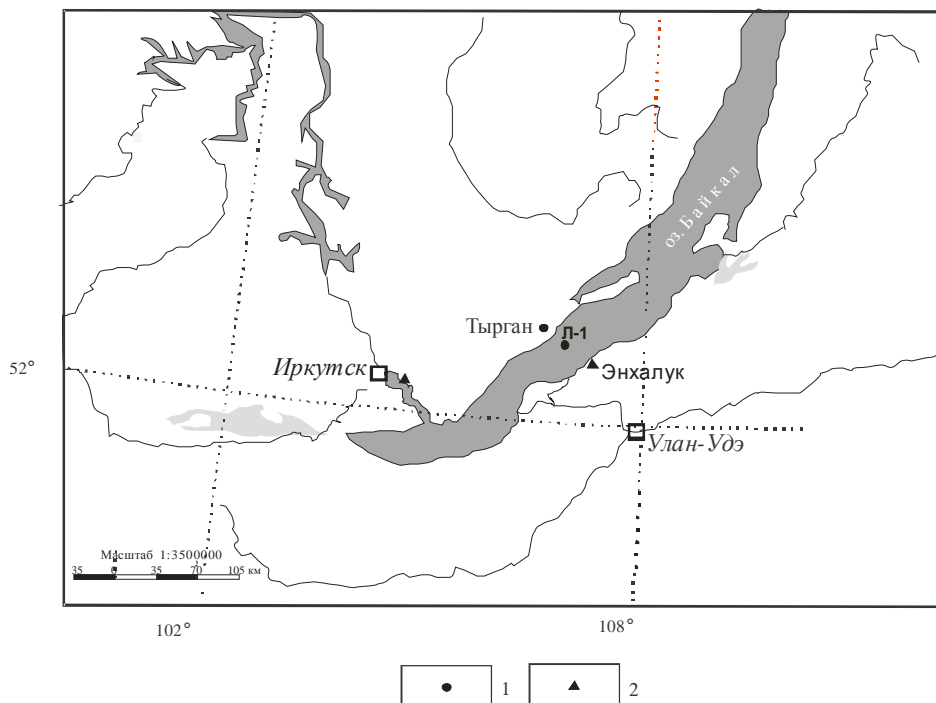 оз. Байкал
Тырган
Л-1
52°
Иркутск
Энхалук
Улан-Удэ
Масштаб 1:3500000
35 0 35 70 105 км
102°
108°
1
2